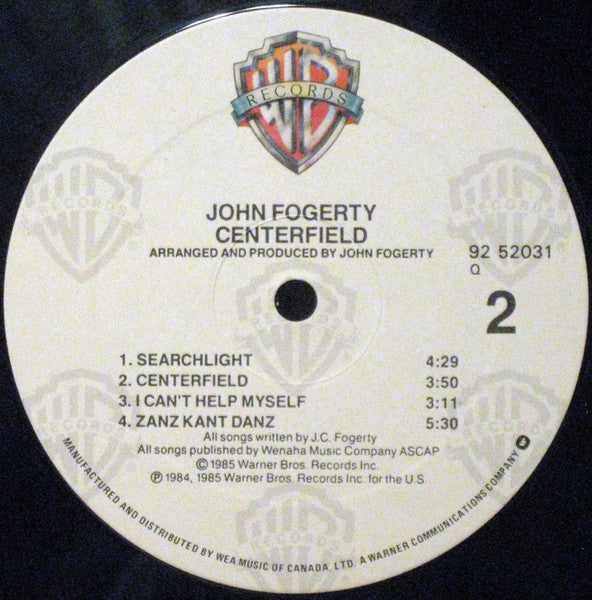 WB
RECORDS
JOHN FOGERTY
CENTERFIELD
ARRANGED AND PRODUCED BY JOHN FOGERTY
92 52031
Q
2
1. SEARCHLIGHT 4:29
2. CENTERFIELD 3:50
3. I CAN'T HELP MYSELF 3:11
4. ZANZ KANT DANZ 5:30
All songs written by J.C. Fogerty
All songs published by Wenaha Music Company ASCAP
© 1985 Warner Bros. Records Inc.
℗ 1984, 1985 Warner Bros. Records Inc. for the U.S.
MANUFACTURED AND DISTRIBUTED BY WEA MUSIC OF CANADA, LTD. A WARNER COMMUNICATIONS COMPANY